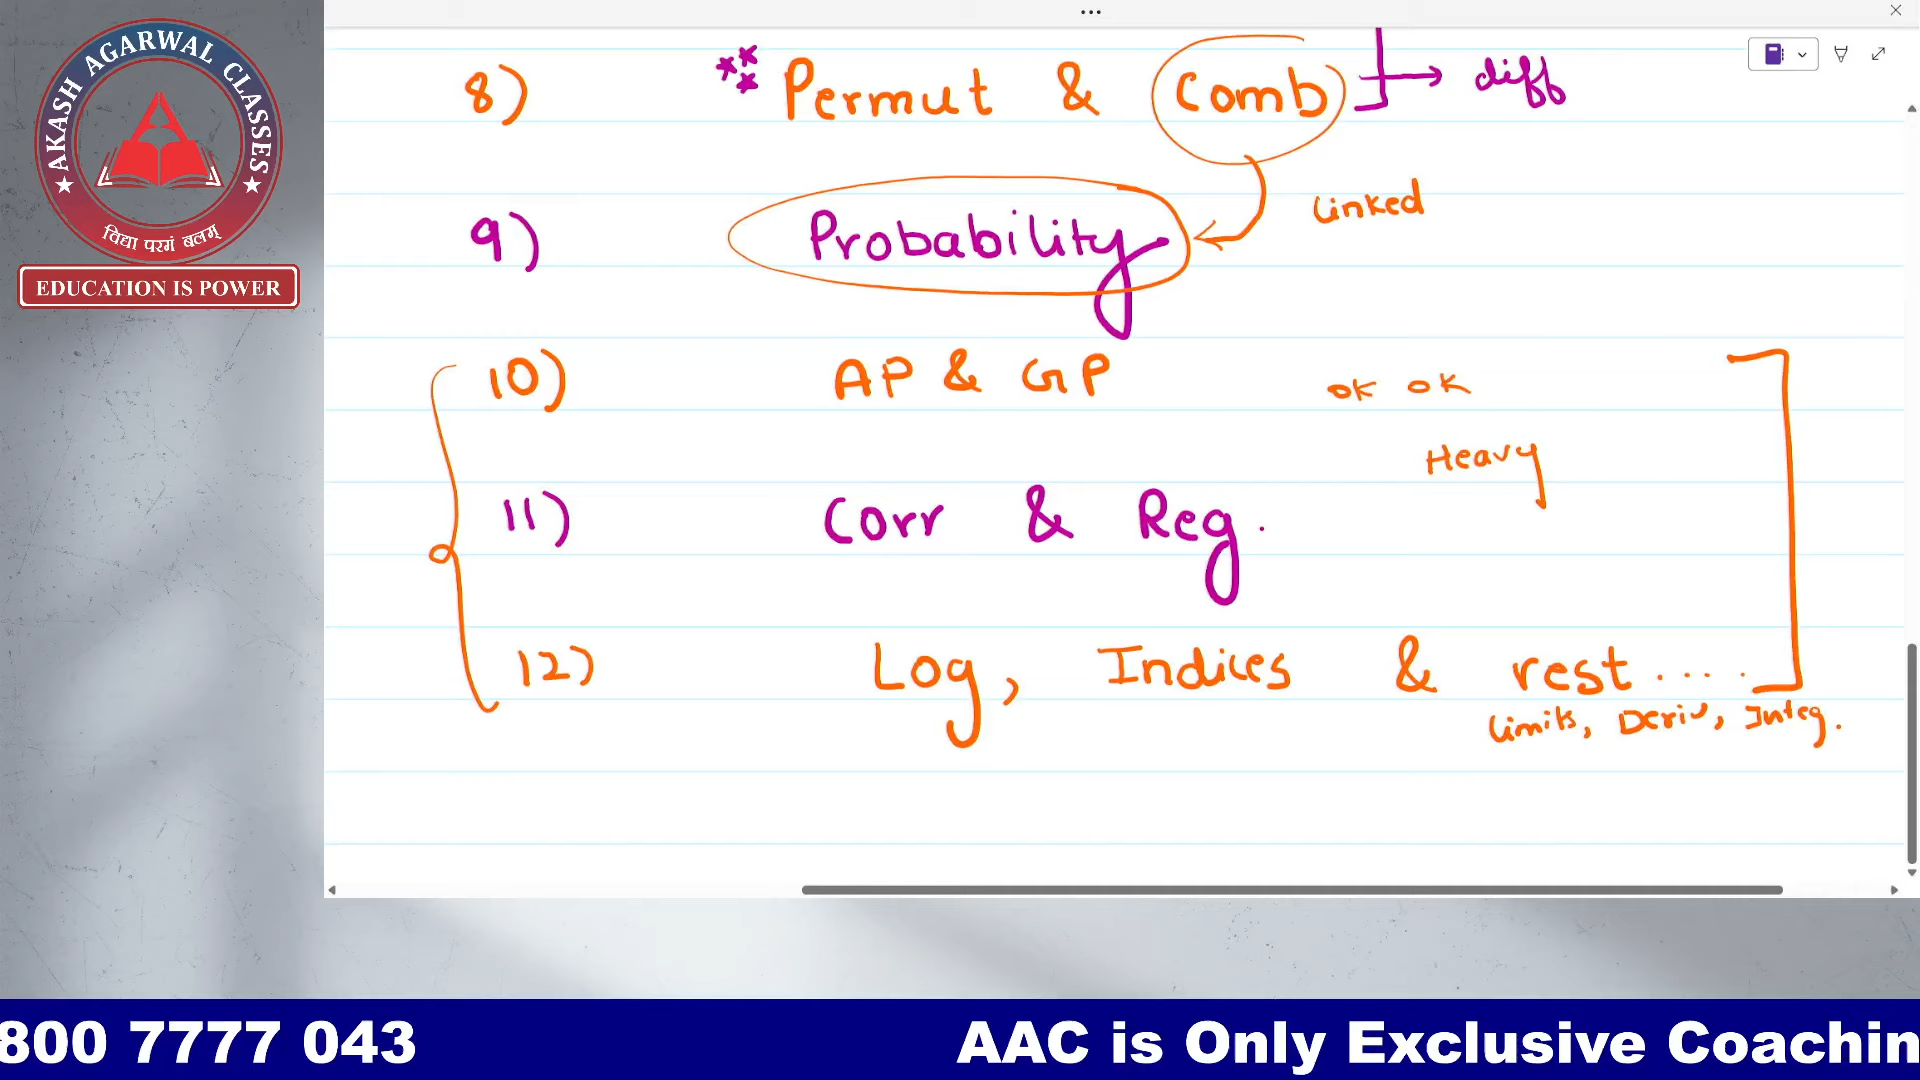 AKASH AGARWAL CLASSES
विद्या परमं बलम्
EDUCATION IS POWER
8) *** Permut & Comb → diff
Linked
9) Probability
10) AP & GP OK OK
Heavy
11) Corr & Reg.
12) Log, Indices & rest ....
Limits, Deriv, Integ.
800 7777 043 AAC is Only Exclusive Coachin